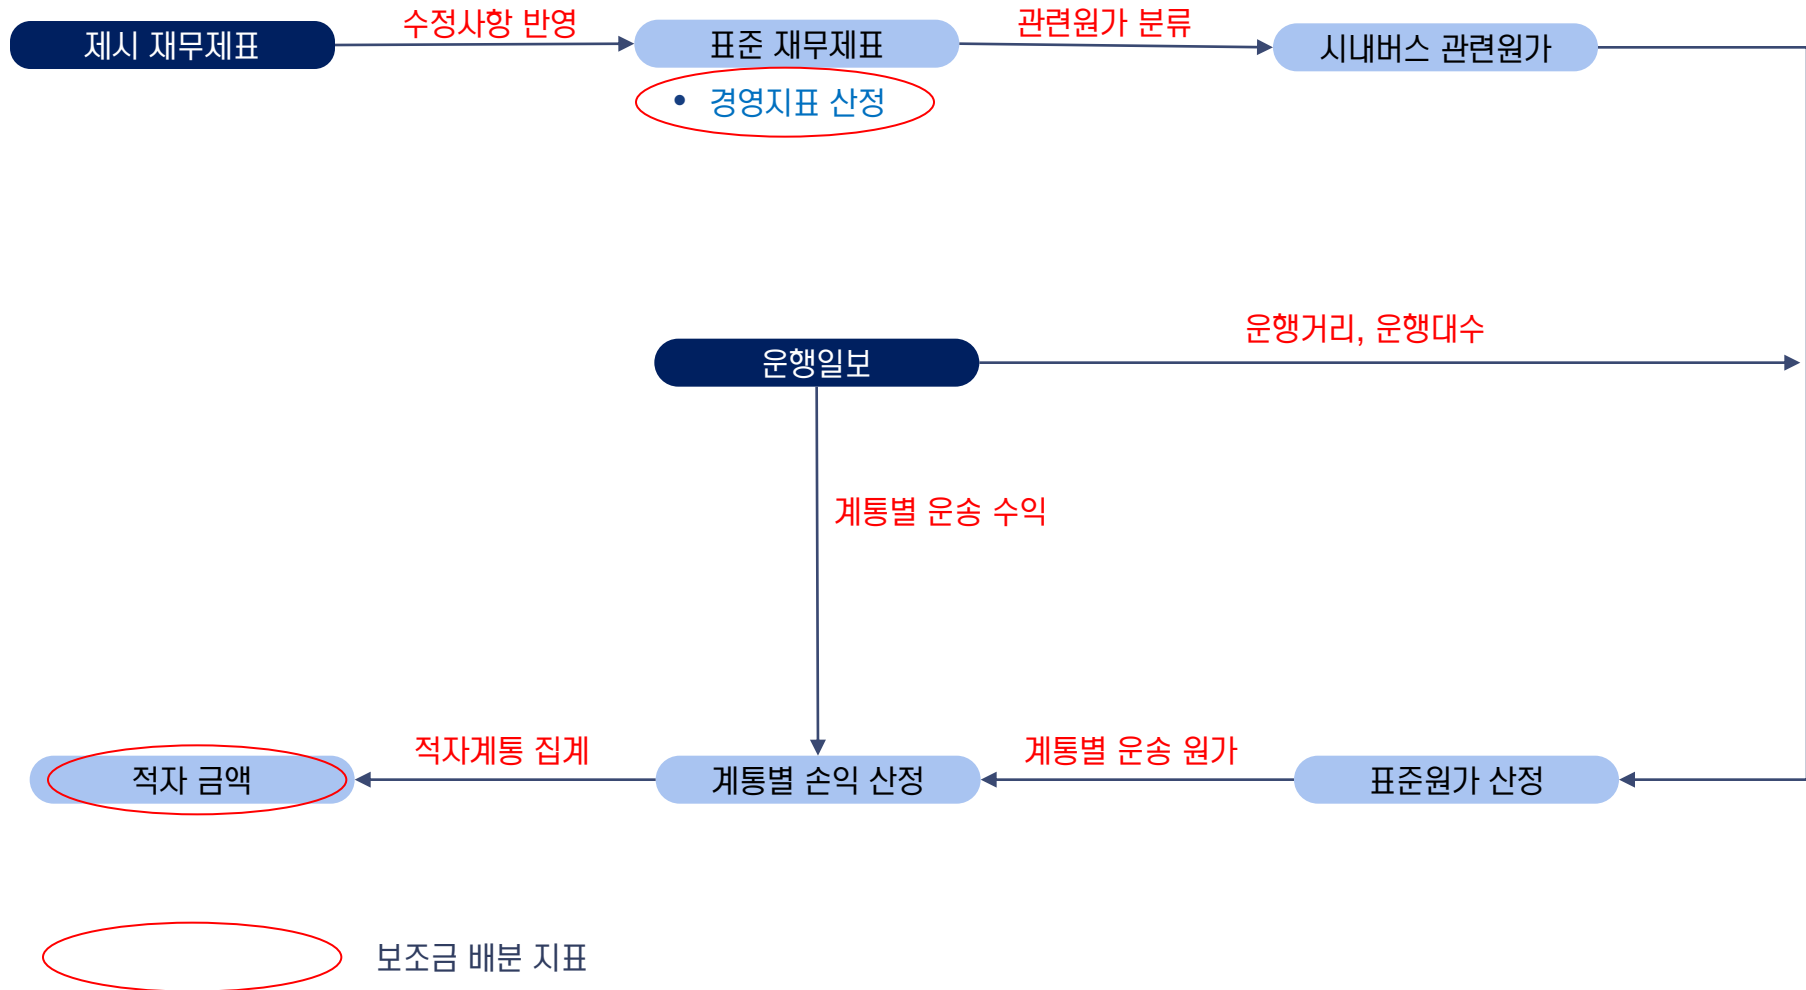 제시 재무제표
수정사항 반영
표준 재무제표
관련원가 분류
시내버스 관련원가
• 경영지표 산정
운행거리, 운행대수
운행일보
계통별 운송 수익
적자 금액
적자계통 집계
계통별 손익 산정
계통별 운송 원가
표준원가 산정
보조금 배분 지표